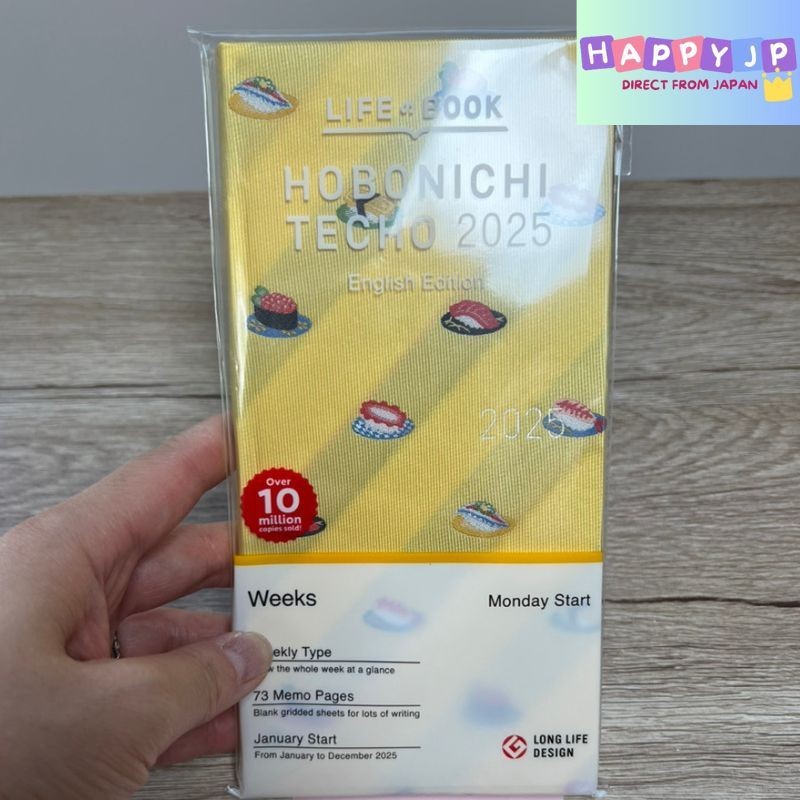 HAPPY JP
DIRECT FROM JAPAN
LIFE BOOK
HOBONICHI
TECHO 2025
English Edition
2025
Over
10
million
copies sold!
Weeks
Monday Start
Type
the whole week at a glance
73 Memo Pages
Blank gridded sheets for lots of writing
January Start
From January to December 2025
LONG LIFE
DESIGN